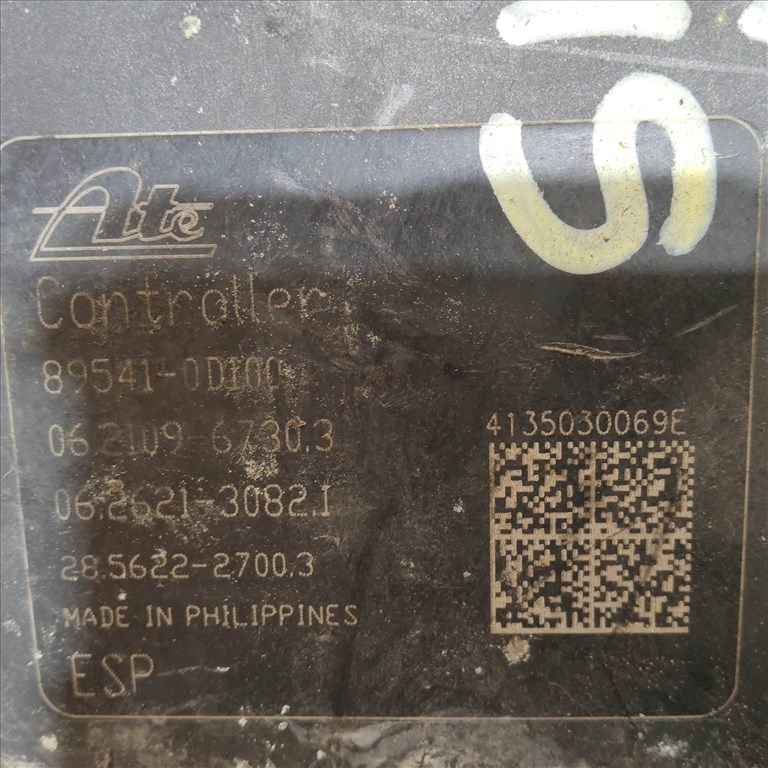 Ate
Controller
89541-0D100
06.2109-6730.3
06.2621-3082.1
28.5622-2700.3
MADE IN PHILIPPINES
ESP
4135030069E